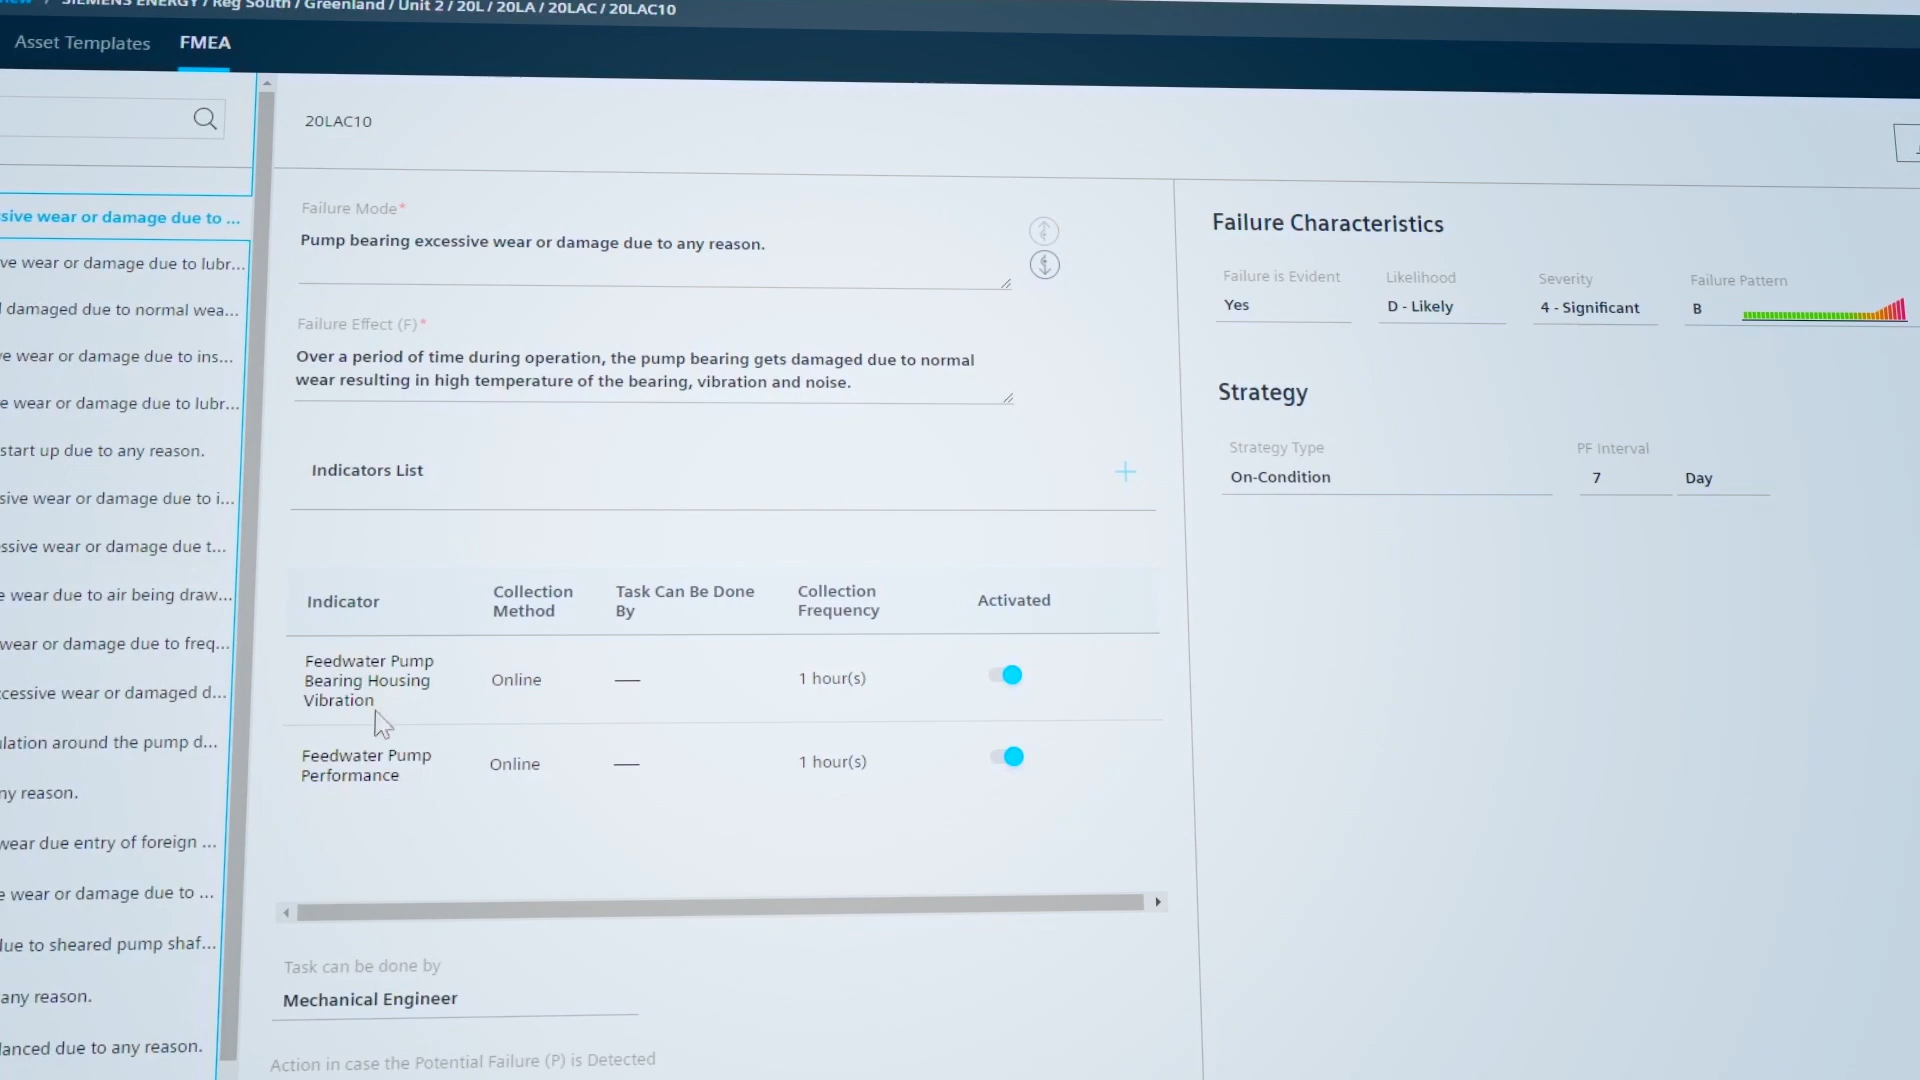 SIEMENS ENERGY / Reg South / Greenland / Unit 2 / 20L / 20LA / 20LAC / 20LAC10
Asset Templates
FMEA
20LAC10
wear or damage due to ...
wear or damage due to lubr...
damaged due to normal wea...
wear or damage due to ins...
wear or damage due to lubr...
start up due to any reason.
wear or damage due to i...
wear or damage due t...
wear due to air being draw...
wear or damage due to freq...
wear or damaged d...
around the pump d...
reason.
wear due entry of foreign ...
wear or damage due to ...
to sheared pump shaf...
any reason.
due to any reason.
Failure Mode*
Pump bearing excessive wear or damage due to any reason.
Failure Effect (F)*
Over a period of time during operation, the pump bearing gets damaged due to normal
wear resulting in high temperature of the bearing, vibration and noise.
Indicators List
Indicator
Collection
Method
Task Can Be Done
By
Collection
Frequency
Activated
Feedwater Pump
Bearing Housing
Vibration
Online
—
1 hour(s)
Feedwater Pump
Performance
Online
—
1 hour(s)
Task can be done by
Mechanical Engineer
Action in case the Potential Failure (P) is Detected
Failure Characteristics
Failure is Evident
Yes
Likelihood
D - Likely
Severity
4 - Significant
Failure Pattern
B
Strategy
Strategy Type
On-Condition
PF Interval
7
Day